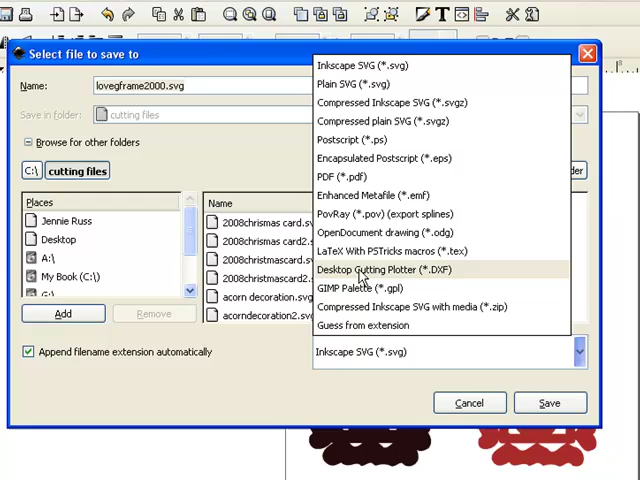 Select file to save to
Name: lovegframe2000.svg
Save in folder: cutting files
Browse for other folders
C:\ cutting files
der
Places
Jennie Russ
Desktop
A:\
My Book (C:\)
G:\
Add Remove
Name
2008chrismas card.sv
2008chrismas card2.s
2008christmascard.sv
2008christmascard2.s
acorn decoration.svg
acorndecoration2.svg
Inkscape SVG (*.svg)
Plain SVG (*.svg)
Compressed Inkscape SVG (*.svgz)
Compressed plain SVG (*.svgz)
Postscript (*.ps)
Encapsulated Postscript (*.eps)
PDF (*.pdf)
Enhanced Metafile (*.emf)
PovRay (*.pov) (export splines)
OpenDocument drawing (*.odg)
LaTeX With PSTricks macros (*.tex)
Desktop Cutting Plotter (*.DXF)
GIMP Palette (*.gpl)
Compressed Inkscape SVG with media (*.zip)
Guess from extension
Append filename extension automatically
Inkscape SVG (*.svg)
Cancel Save